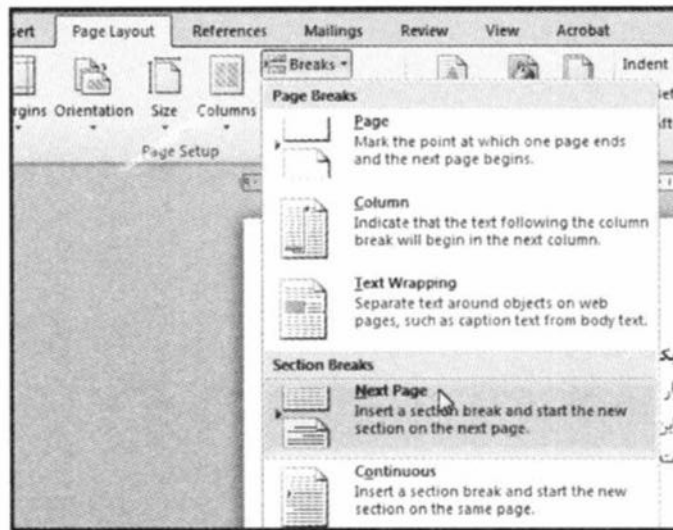 Page Layout References Mailings Review View Acrobat
Breaks
Indent
Orientation Size Columns
Page Setup
Page Breaks
Page
Mark the point at which one page ends
and the next page begins.
Column
Indicate that the text following the column
break will begin in the next column.
Text Wrapping
Separate text around objects on web
pages, such as caption text from body text.
Section Breaks
Next Page
Insert a section break and start the new
section on the next page.
Continuous
Insert a section break and start the new
section on the same page.